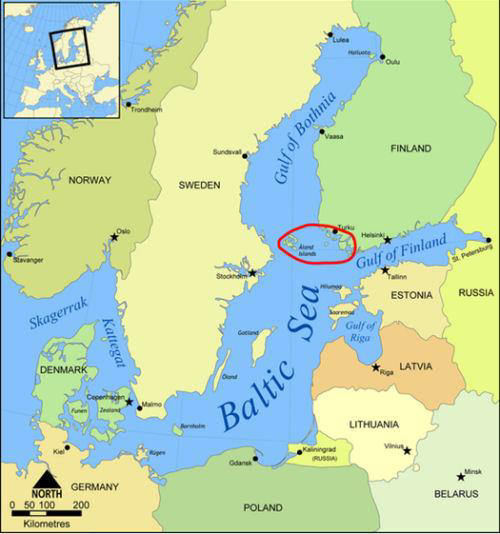 Lulea
Hailuoto
Oulu
Trondheim
Gulf of Bothnia
Vaasa
Sundsvall
FINLAND
NORWAY
SWEDEN
Turku
Helsinki
Oslo
Åland
Islands
Gulf of Finland
St. Petersburg
Stavanger
Stockholm
Tallinn
Hiiumaa
ESTONIA
RUSSIA
Skagerrak
Saaremaa
Kattegat
Gulf of
Riga
Gotland
Baltic Sea
DENMARK
LATVIA
Riga
Öland
Copenhagen
Malmo
Funen
Zealand
Bornholm
LITHUANIA
Vilnius
Kiel
Rügen
Kaliningrad
(RUSSIA)
Gdansk
Minsk
NORTH
GERMANY
BELARUS
0 50 100 200
Kilometres
POLAND